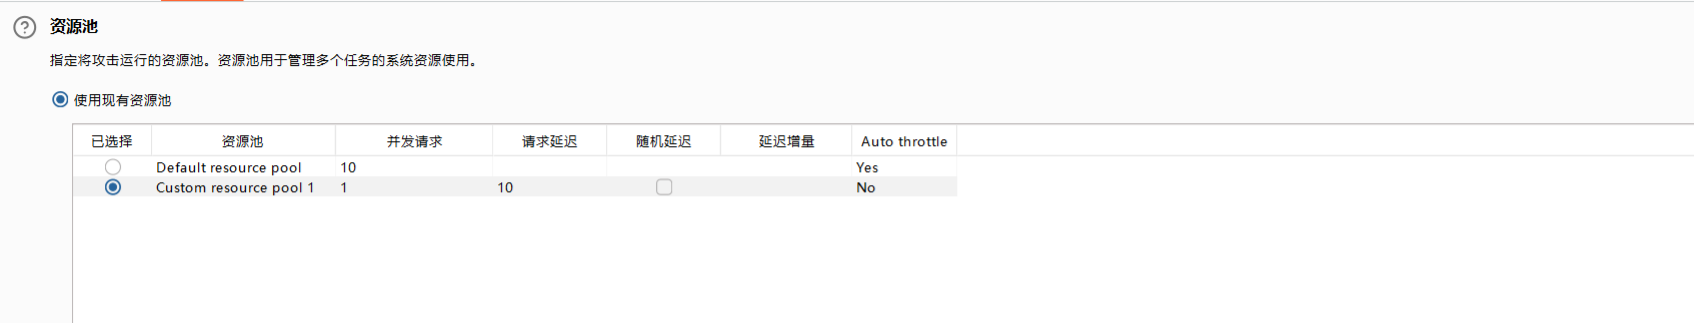 资源池
指定将攻击运行的资源池。资源池用于管理多个任务的系统资源使用。
使用现有资源池
已选择 资源池 并发请求 请求延迟 随机延迟 延迟增量 Auto throttle
Default resource pool 10 Yes
Custom resource pool 1 1 10 No